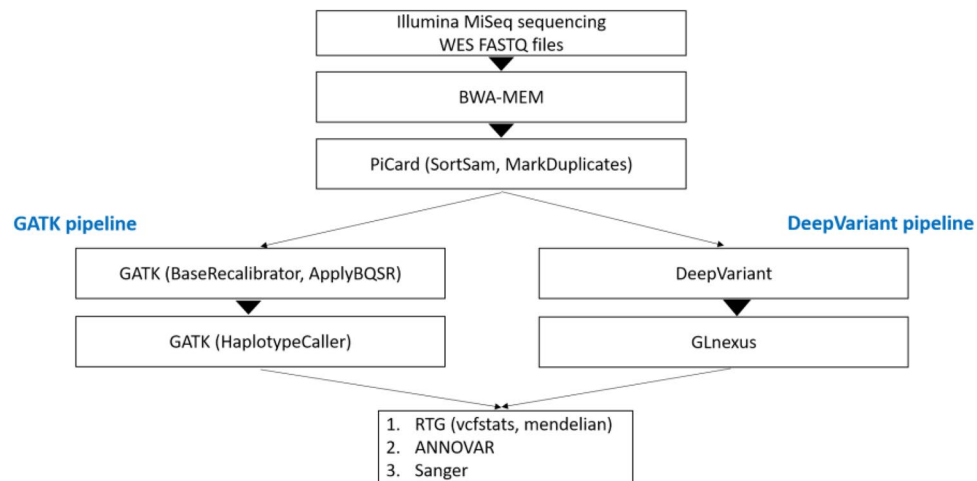 Illumina MiSeq sequencing
WES FASTQ files
BWA-MEM
PiCard (SortSam, MarkDuplicates)
GATK pipeline
DeepVariant pipeline
GATK (BaseRecalibrator, ApplyBQSR)
DeepVariant
GATK (HaplotypeCaller)
GLnexus
1. RTG (vcfstats, mendelian)
2. ANNOVAR
3. Sanger